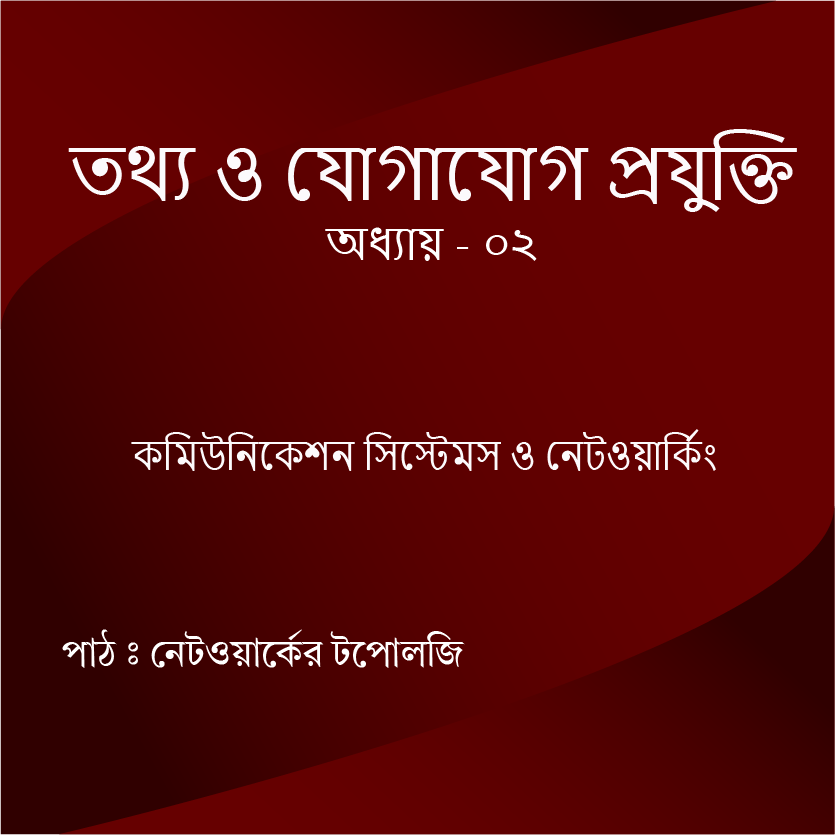 তথ্য ও যোগাযোগ প্রযুক্তি
অধ্যায় - ০২
কমিউনিকেশন সিস্টেমস ও নেটওয়ার্কিং
পাঠ ঃ নেটওয়ার্কের টপোলজি